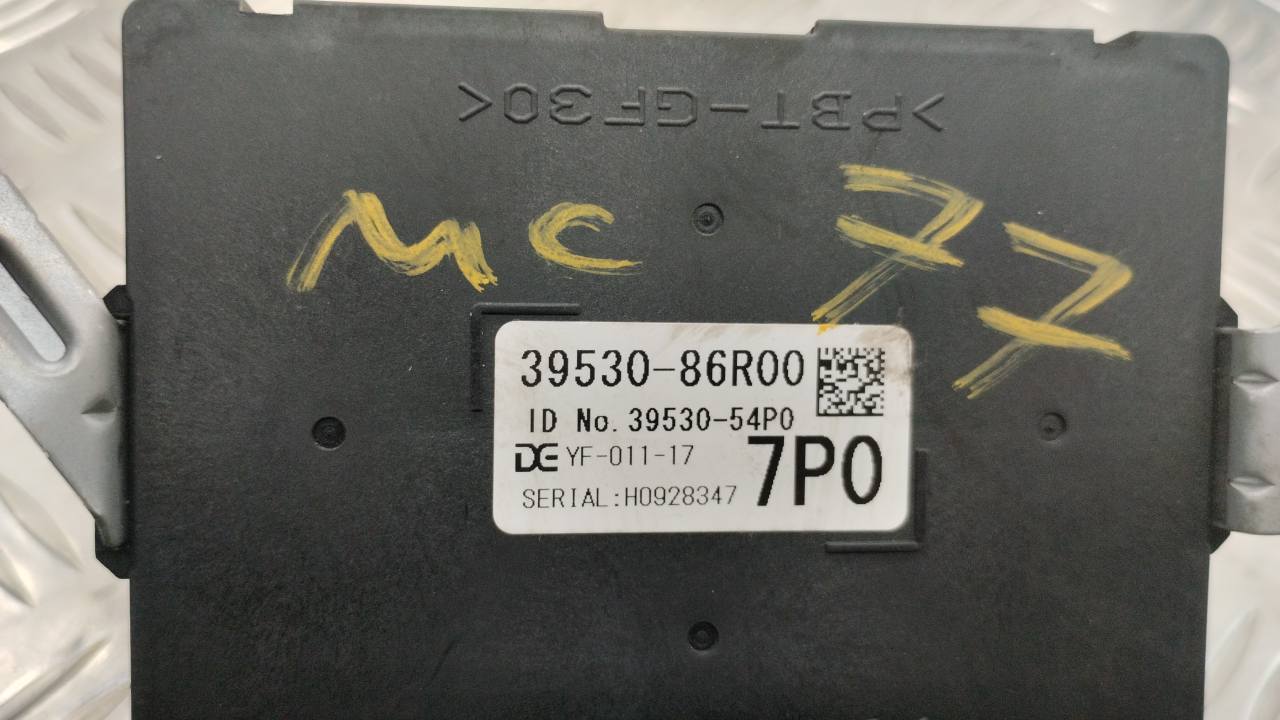 >PBT-GF30<
MC 77
39530-86R00
ID No. 39530-54P0
DE YF-011-17
7P0
SERIAL:H0928347